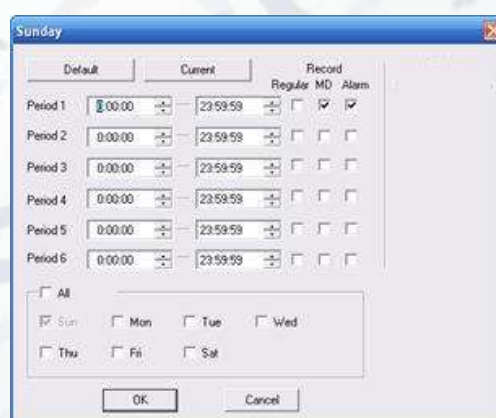 Sunday
Default Current Record
Regular MD Alarm
Period 1 0:00:00 — 23:59:59
Period 2 0:00:00 — 23:59:59
Period 3 0:00:00 — 23:59:59
Period 4 0:00:00 — 23:59:59
Period 5 0:00:00 — 23:59:59
Period 6 0:00:00 — 23:59:59
All
Sun Mon Tue Wed
Thu Fri Sat
OK Cancel